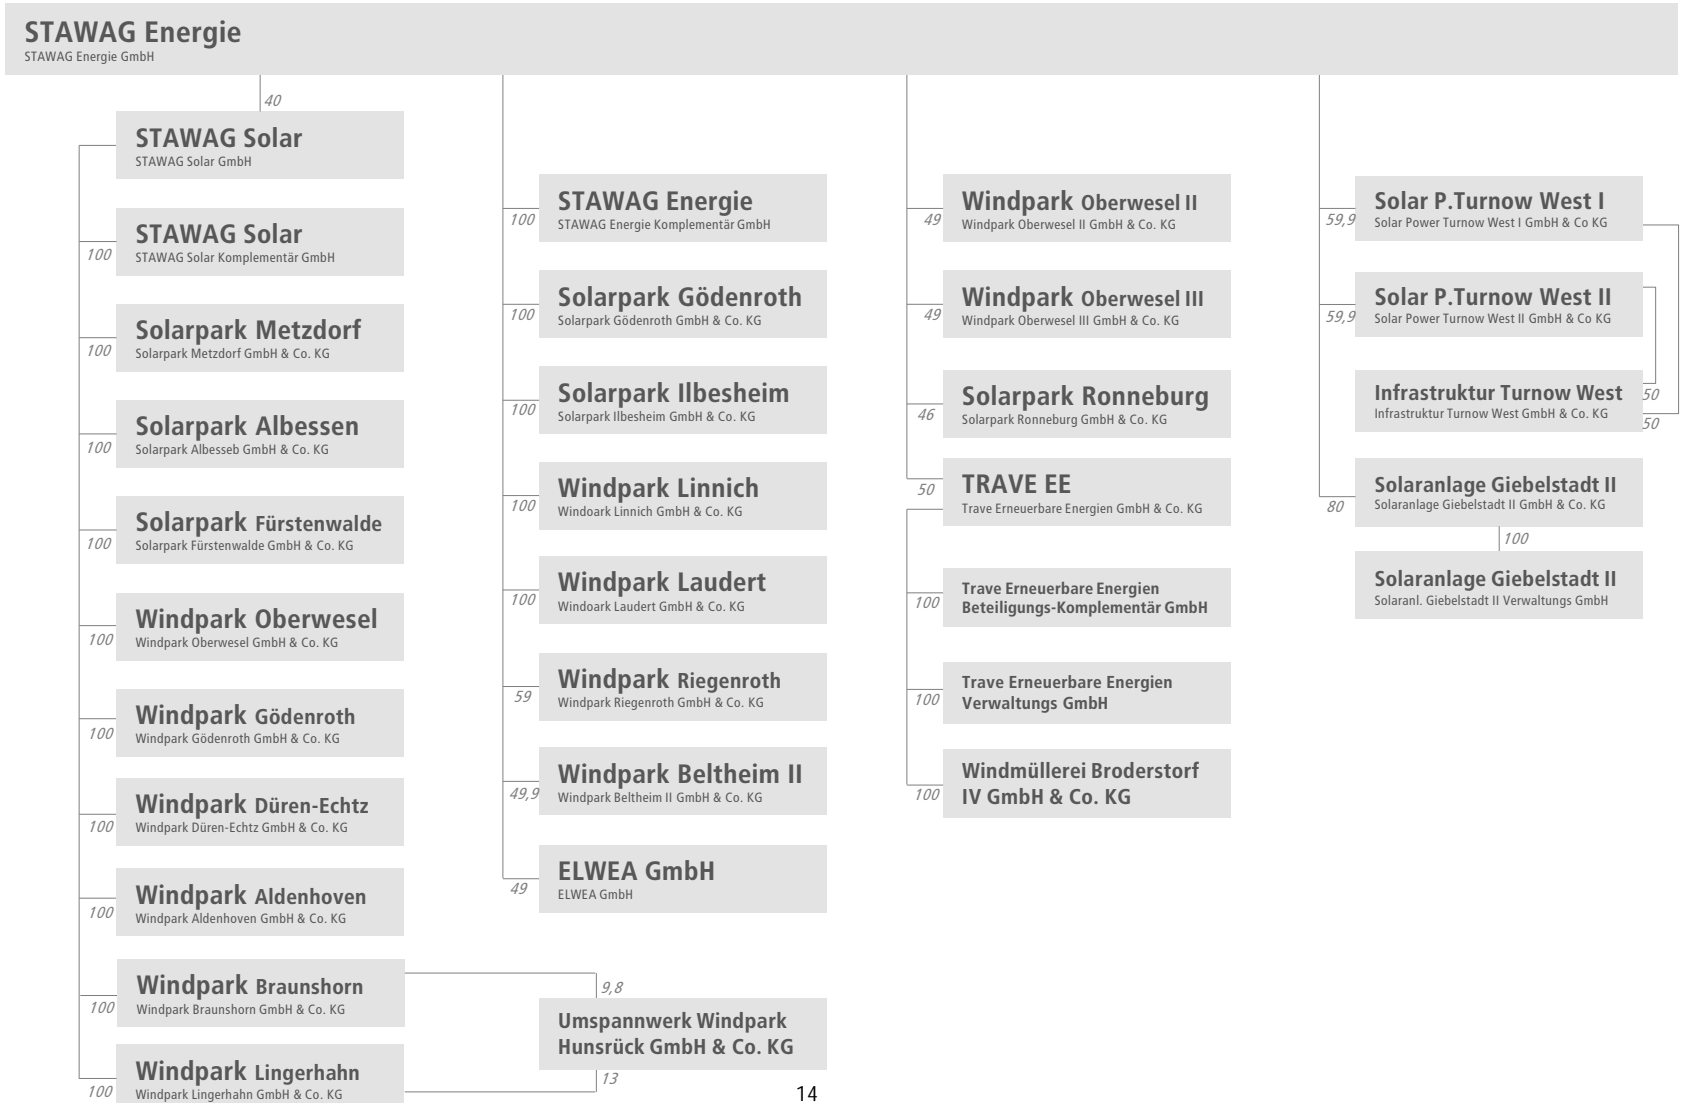 STAWAG Energie
STAWAG Energie GmbH
40
STAWAG Solar
STAWAG Solar GmbH
STAWAG Solar
STAWAG Solar Komplementär GmbH
100
Solarpark Metzdorf
Solarpark Metzdorf GmbH & Co. KG
100
Solarpark Albessen
Solarpark Albesseb GmbH & Co. KG
100
Solarpark Fürstenwalde
Solarpark Fürstenwalde GmbH & Co. KG
100
Windpark Oberwesel
Windpark Oberwesel GmbH & Co. KG
100
Windpark Gödenroth
Windpark Gödenroth GmbH & Co. KG
100
Windpark Düren-Echtz
Windpark Düren-Echtz GmbH & Co. KG
100
Windpark Aldenhoven
Windpark Aldenhoven GmbH & Co. KG
100
Windpark Braunshorn
Windpark Braunshorn GmbH & Co. KG
100
Windpark Lingerhahn
Windpark Lingerhahn GmbH & Co. KG
100
STAWAG Energie
STAWAG Energie Komplementär GmbH
100
Solarpark Gödenroth
Solarpark Gödenroth GmbH & Co. KG
100
Solarpark Ilbesheim
Solarpark Ilbesheim GmbH & Co. KG
100
Windpark Linnich
Windoark Linnich GmbH & Co. KG
100
Windpark Laudert
Windoark Laudert GmbH & Co. KG
100
Windpark Riegenroth
Windpark Riegenroth GmbH & Co. KG
59
Windpark Beltheim II
Windpark Beltheim II GmbH & Co. KG
49,9
ELWEA GmbH
ELWEA GmbH
49
9,8
Umspannwerk Windpark
Hunsrück GmbH & Co. KG
13
Windpark Oberwesel II
Windpark Oberwesel II GmbH & Co. KG
49
Windpark Oberwesel III
Windpark Oberwesel III GmbH & Co. KG
49
Solarpark Ronneburg
Solarpark Ronneburg GmbH & Co. KG
46
TRAVE EE
50
Trave Erneuerbare Energien GmbH & Co. KG
Trave Erneuerbare Energien
Beteiligungs-Komplementär GmbH
100
Trave Erneuerbare Energien
Verwaltungs GmbH
100
Windmüllerei Broderstorf
IV GmbH & Co. KG
100
Solar P.Turnow West I
Solar Power Turnow West I GmbH & Co KG
59,9
Solar P.Turnow West II
Solar Power Turnow West II GmbH & Co KG
59,9
Infrastruktur Turnow West
50
Infrastruktur Turnow West GmbH & Co. KG
50
Solaranlage Giebelstadt II
Solaranlage Giebelstadt II GmbH & Co. KG
80
100
Solaranlage Giebelstadt II
Solaranl. Giebelstadt II Verwaltungs GmbH
14